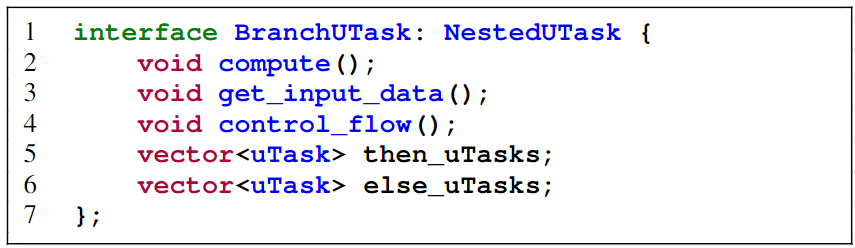 1 interface BranchUTask: NestedUTask {
2 void compute();
3 void get_input_data();
4 void control_flow();
5 vector<uTask> then_uTasks;
6 vector<uTask> else_uTasks;
7 };